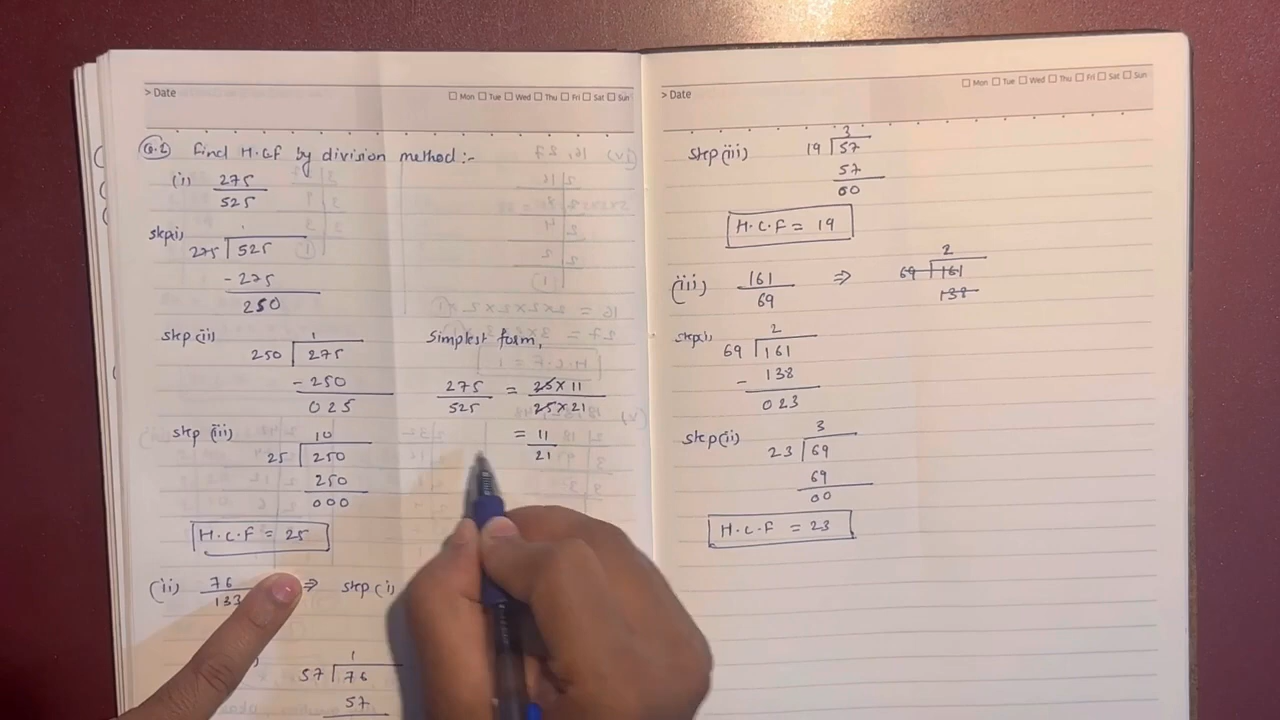 > Date
Mon Tue Wed Thu Fri Sat Sun
Q.1 Find H.C.F by division method :-
(i) 275
525
step(i)
1
275 525
- 275
250
step (ii)
1
250 275
- 250
025
step (iii)
10
25 250
250
000
H.C.F = 25
Simplest form,
275 = 25 x 11
525 25 x 21
= 11
21
(ii) 76 ⇒ step (i)
133
1
57 76
57
> Date
Mon Tue Wed Thu Fri Sat Sun
step (iii)
3
19 57
57
00
H.C.F = 19
(iii) 161 ⇒
69
2
69 161
138
step(i)
2
69 161
- 138
023
step(ii)
3
23 69
69
00
H.C.F = 23